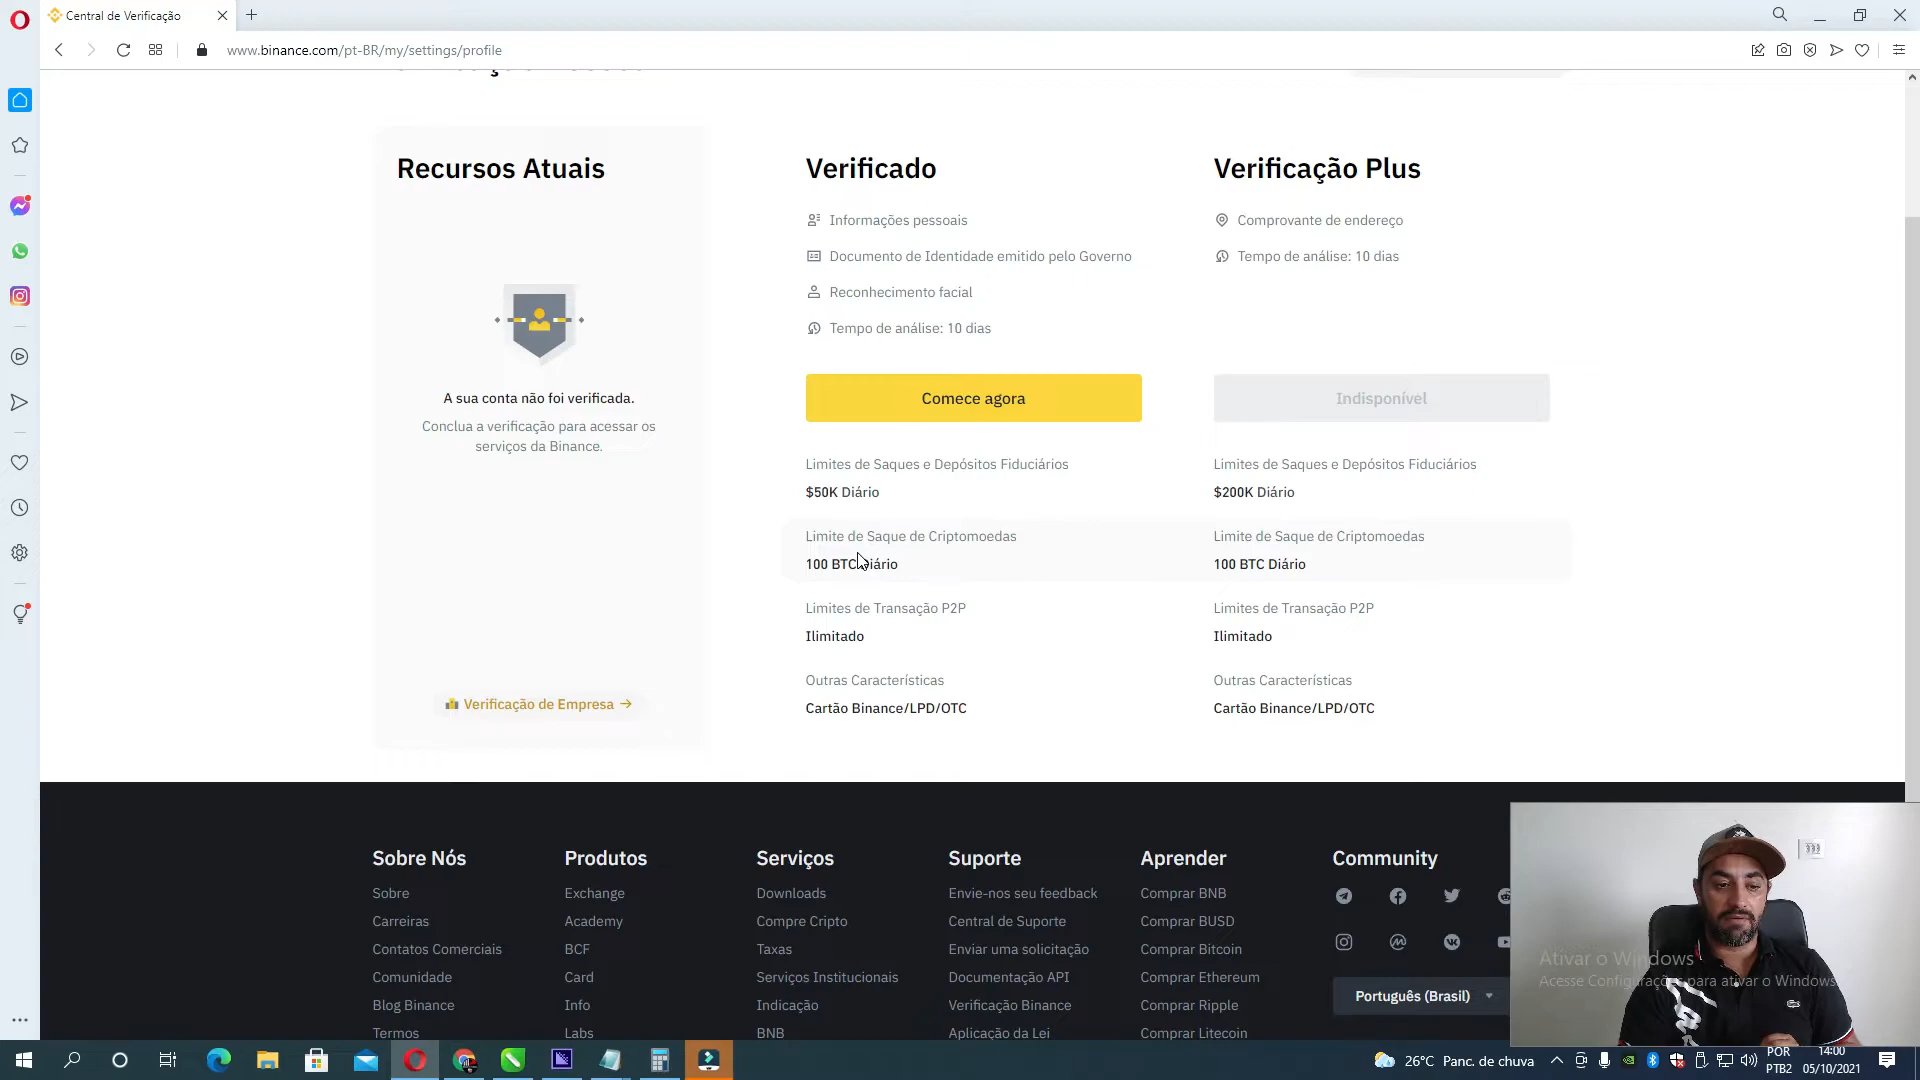 Central de Verificação
www.binance.com/pt-BR/my/settings/profile
Recursos Atuais
A sua conta não foi verificada.
Conclua a verificação para acessar os
serviços da Binance.
Verificação de Empresa →
Verificado
Informações pessoais
Documento de Identidade emitido pelo Governo
Reconhecimento facial
Tempo de análise: 10 dias
Comece agora
Limites de Saques e Depósitos Fiduciários
$50K Diário
Limite de Saque de Criptomoedas
100 BTC Diário
Limites de Transação P2P
Ilimitado
Outras Características
Cartão Binance/LPD/OTC
Verificação Plus
Comprovante de endereço
Tempo de análise: 10 dias
Indisponível
Limites de Saques e Depósitos Fiduciários
$200K Diário
Limite de Saque de Criptomoedas
100 BTC Diário
Limites de Transação P2P
Ilimitado
Outras Características
Cartão Binance/LPD/OTC
Sobre Nós
Sobre
Carreiras
Contatos Comerciais
Comunidade
Blog Binance
Termos
Produtos
Exchange
Academy
BCF
Card
Info
Labs
Serviços
Downloads
Compre Cripto
Taxas
Serviços Institucionais
Indicação
BNB
Suporte
Envie-nos seu feedback
Central de Suporte
Enviar uma solicitação
Documentação API
Verificação Binance
Aplicação da Lei
Aprender
Comprar BNB
Comprar BUSD
Comprar Bitcoin
Comprar Ethereum
Comprar Ripple
Comprar Litecoin
Community
Português (Brasil)
Ativar o Windows
Acesse Configurações para ativar o Windows.
26°C Panc. de chuva
POR
PTB2
14:00
05/10/2021